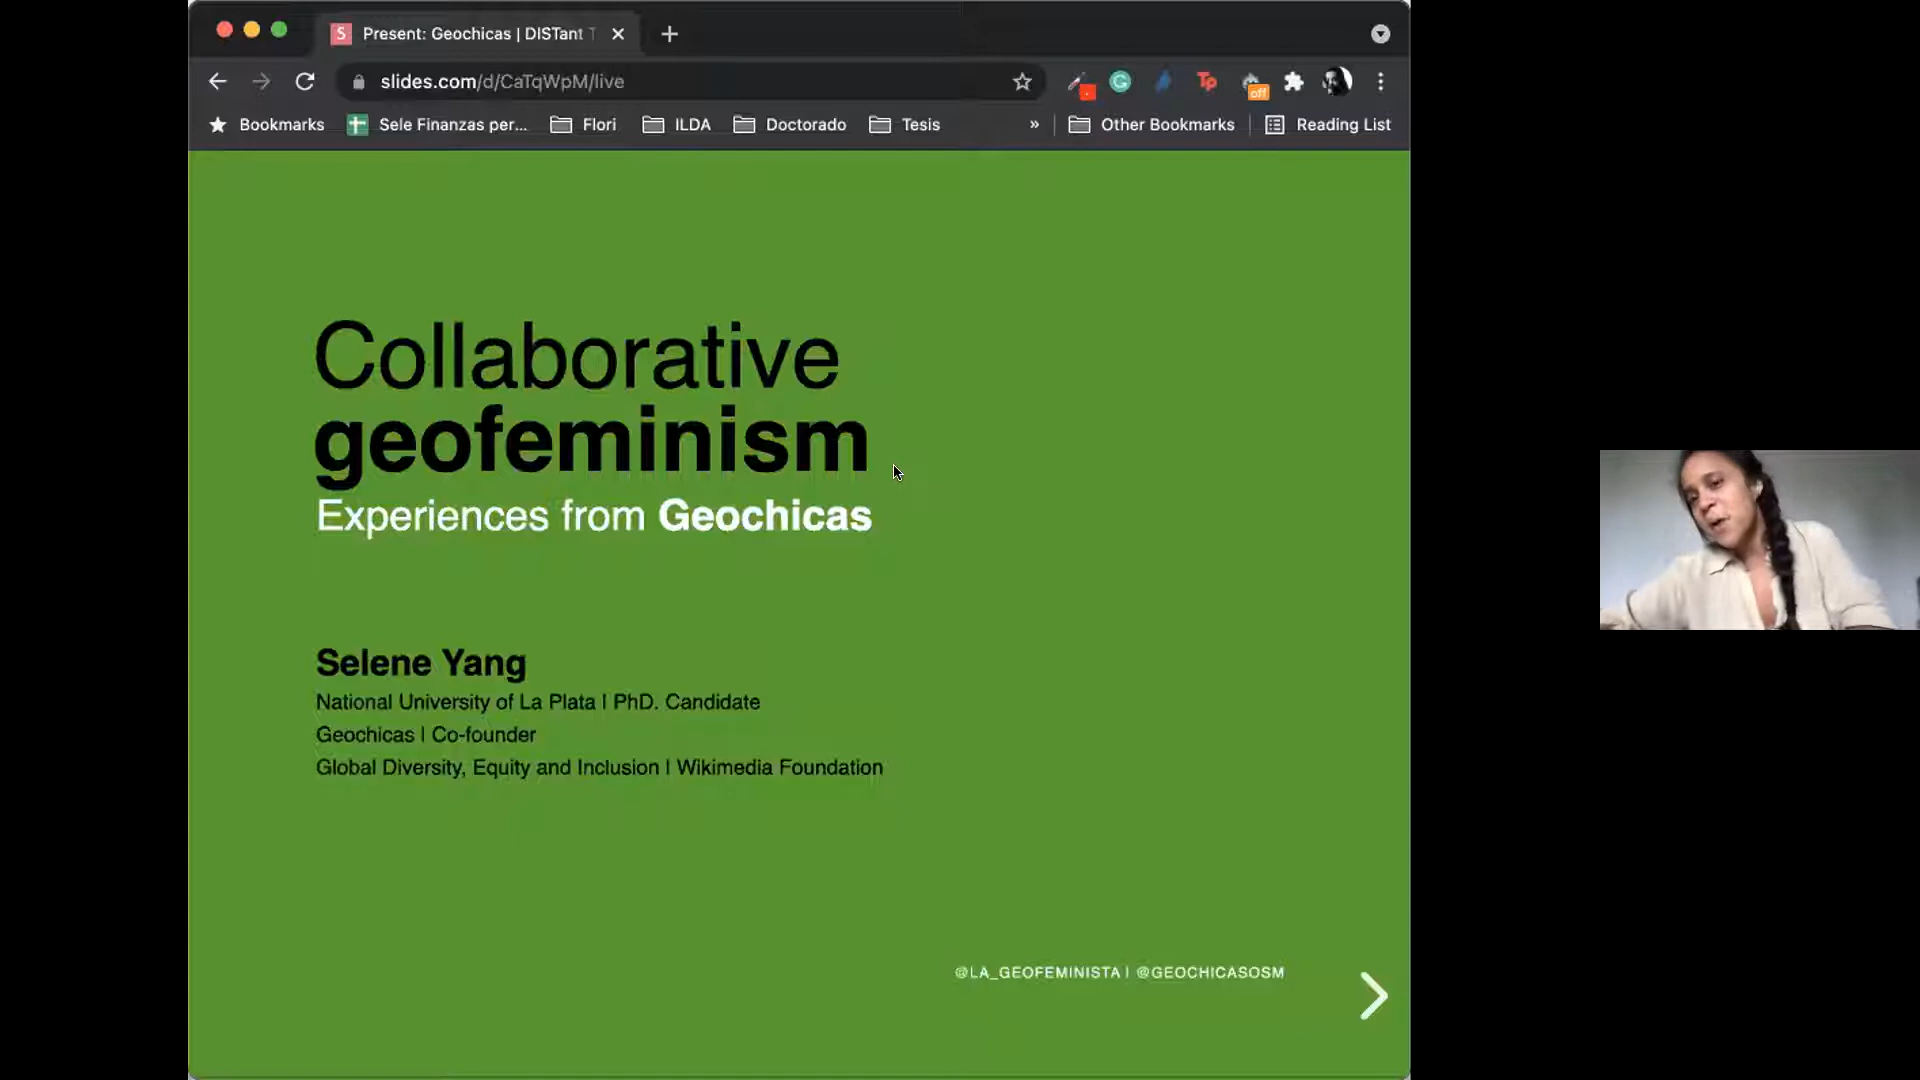 S Present: Geochicas | DISTant T
slides.com/d/CaTqWpM/live
G Tp off
Bookmarks Sele Finanzas per... Flori ILDA Doctorado Tesis » Other Bookmarks Reading List
Collaborative
geofeminism
Experiences from Geochicas
Selene Yang
National University of La Plata | PhD. Candidate
Geochicas | Co-founder
Global Diversity, Equity and Inclusion | Wikimedia Foundation
@LA_GEOFEMINISTA | @GEOCHICASOSM